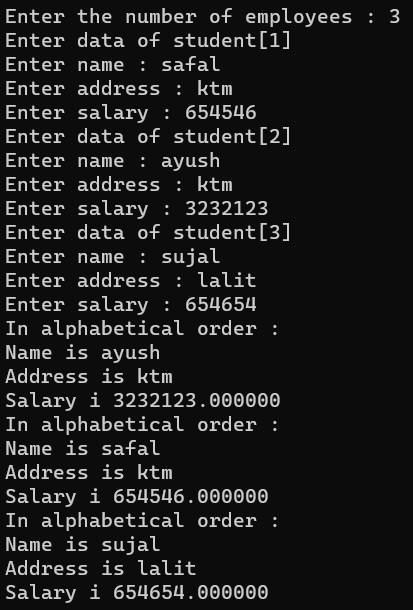 Enter the number of employees : 3
Enter data of student[1]
Enter name : safal
Enter address : ktm
Enter salary : 654546
Enter data of student[2]
Enter name : ayush
Enter address : ktm
Enter salary : 3232123
Enter data of student[3]
Enter name : sujal
Enter address : lalit
Enter salary : 654654
In alphabetical order :
Name is ayush
Address is ktm
Salary i 3232123.000000
In alphabetical order :
Name is safal
Address is ktm
Salary i 654546.000000
In alphabetical order :
Name is sujal
Address is lalit
Salary i 654654.000000